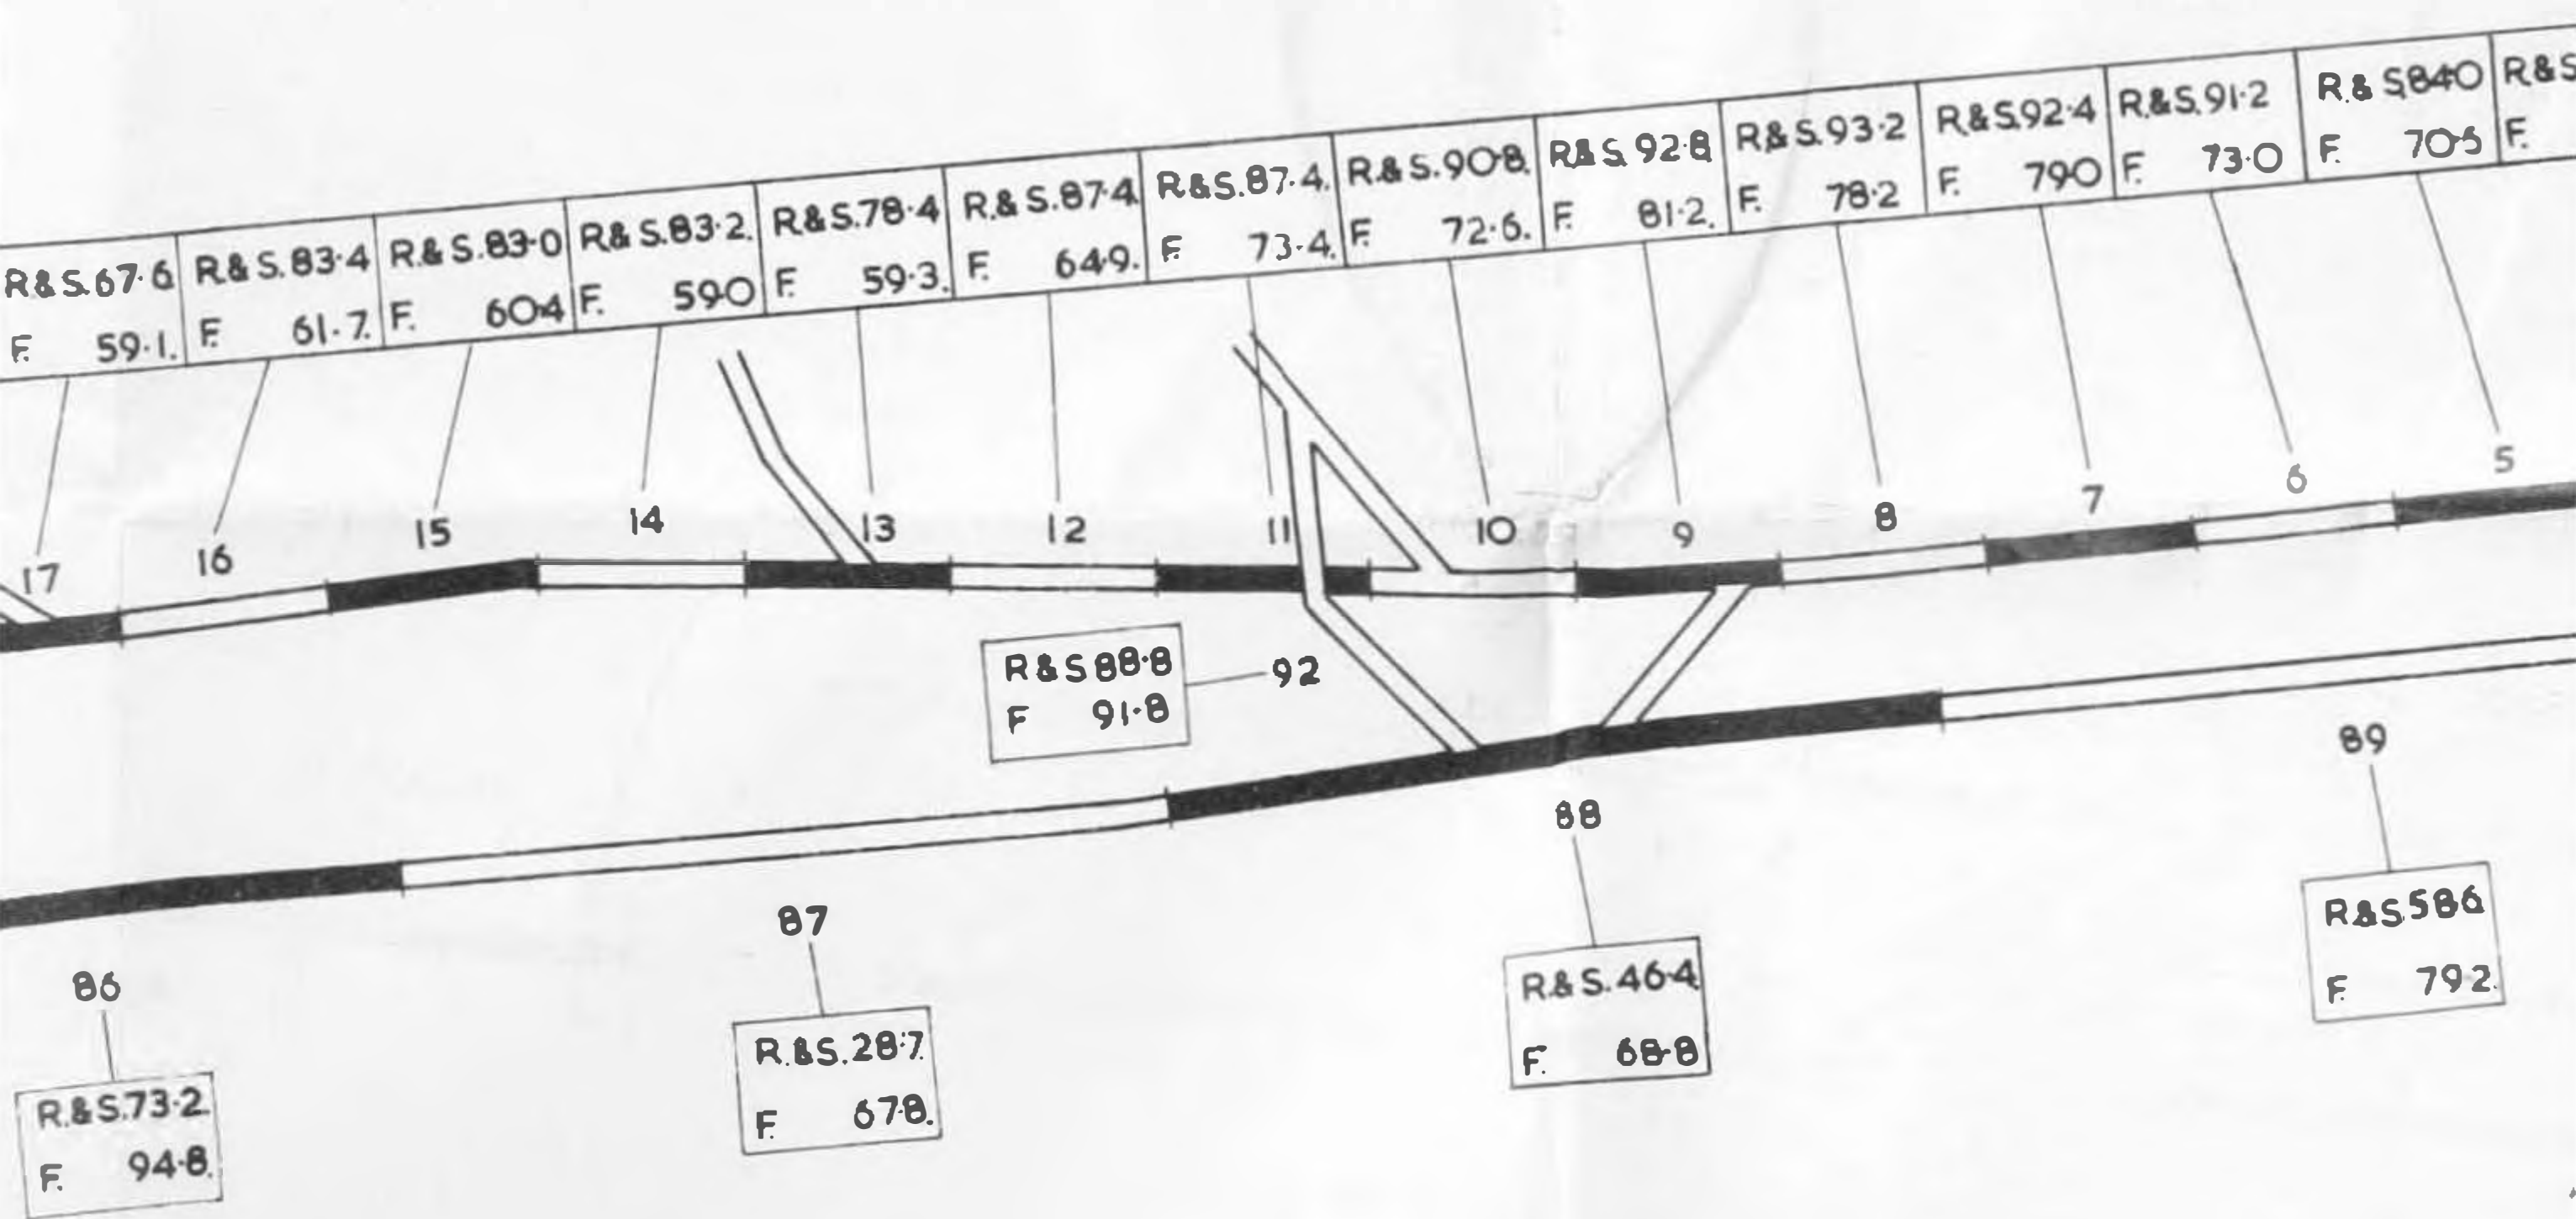 R&S.67·6
F. 59·1.
R&S.83·4
F. 61·7.
R&S.83·0
F. 60·4
R&S.83·2.
F. 59·0
R&S.78·4
F. 59·3.
R.&S.87·4
F. 64·9.
R&S.87·4.
F. 73·4.
R.&S.90·8.
F. 72·6.
R&S 92·8
F. 81·2.
R&S.93·2
F. 78·2
R&S.92·4
F. 79·0
R.&S.91·2
F. 73·0
R.&S.84·0
F. 70·5
R&S
F.
17
16
15
14
13
12
11
10
9
8
7
6
5
R&S 88·8
F 91·8
92
86
87
88
89
R.&S.73·2.
F. 94·8.
R.&S.28·7.
F. 67·8.
R.&S.46·4
F. 68·8
R&S.58·6
F. 79·2.